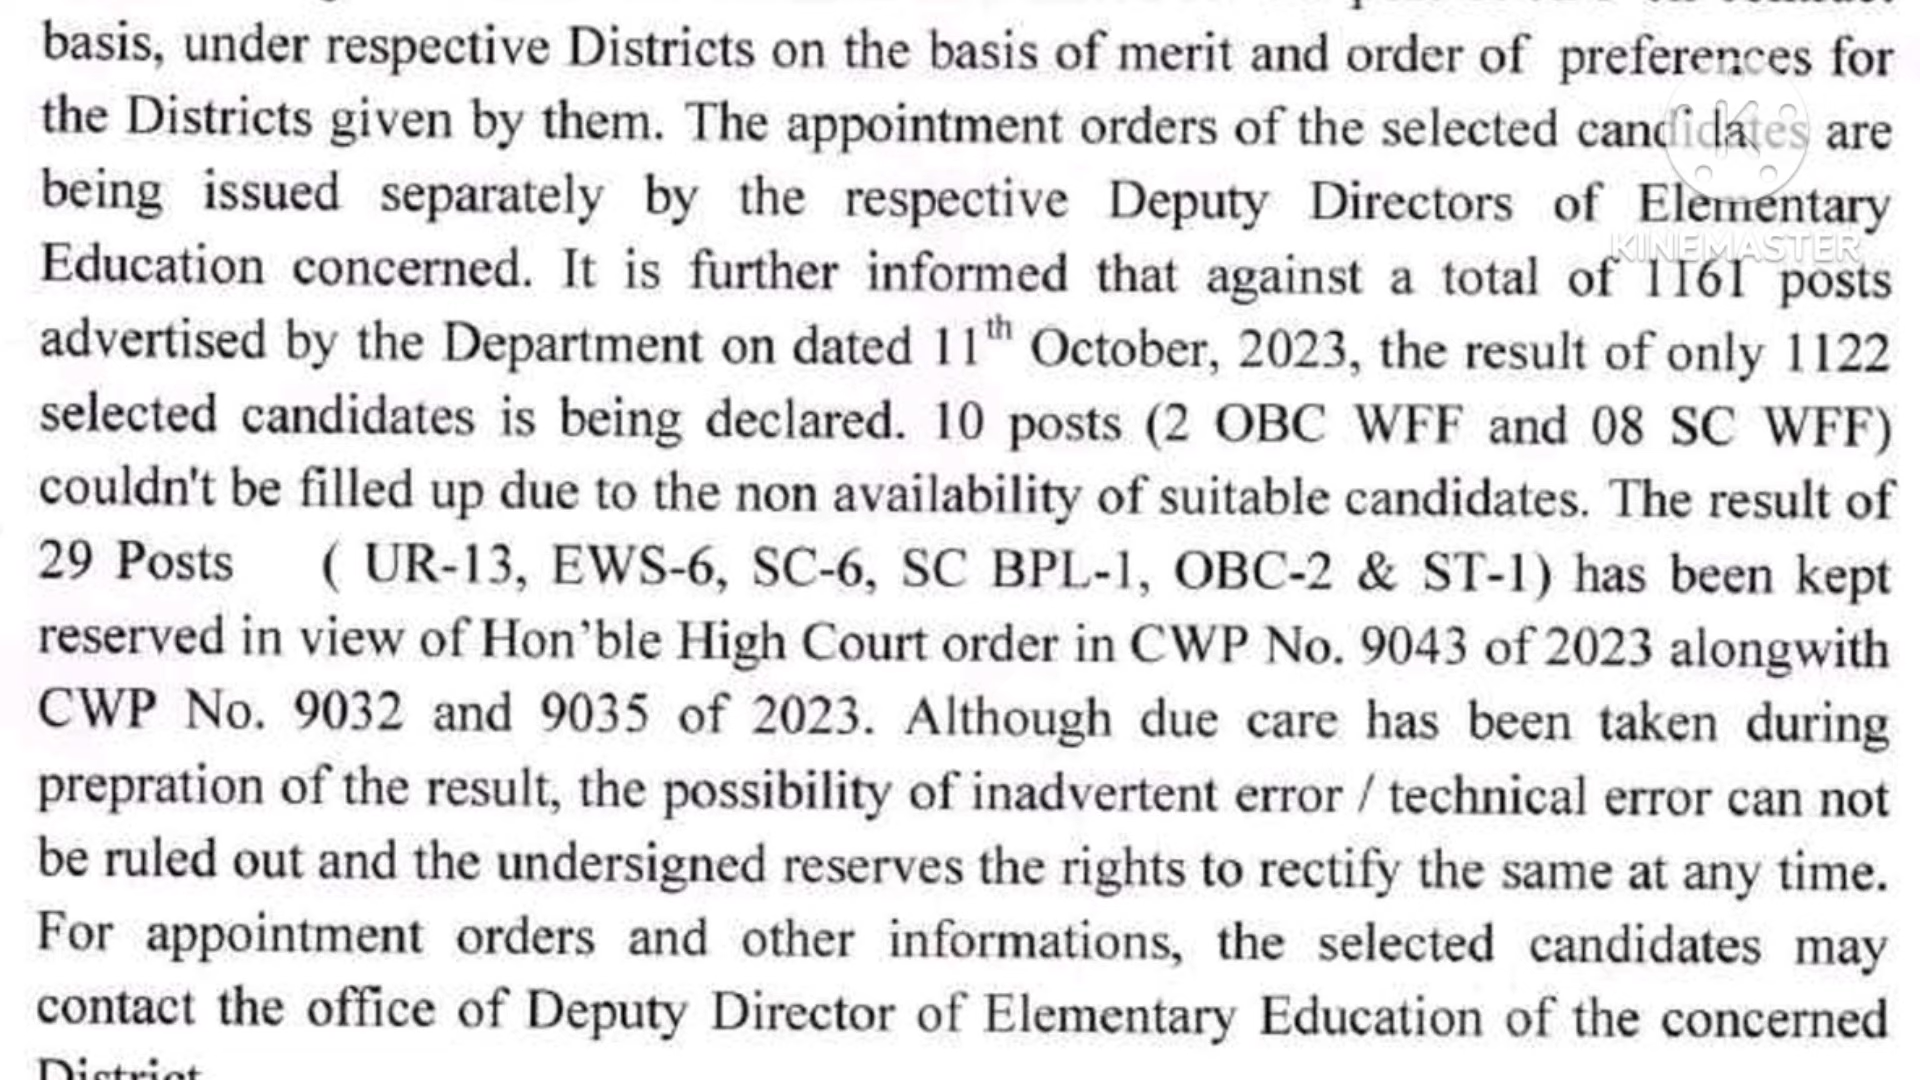 basis, under respective Districts on the basis of merit and order of preferences for
the Districts given by them. The appointment orders of the selected candidates are
being issued separately by the respective Deputy Directors of Elementary
Education concerned. It is further informed that against a total of 1161 posts
KINEMASTER
advertised by the Department on dated 11th October, 2023, the result of only 1122
selected candidates is being declared. 10 posts (2 OBC WFF and 08 SC WFF)
couldn't be filled up due to the non availability of suitable candidates. The result of
29 Posts ( UR-13, EWS-6, SC-6, SC BPL-1, OBC-2 & ST-1) has been kept
reserved in view of Hon’ble High Court order in CWP No. 9043 of 2023 alongwith
CWP No. 9032 and 9035 of 2023. Although due care has been taken during
prepration of the result, the possibility of inadvertent error / technical error can not
be ruled out and the undersigned reserves the rights to rectify the same at any time.
For appointment orders and other informations, the selected candidates may
contact the office of Deputy Director of Elementary Education of the concerned
District.